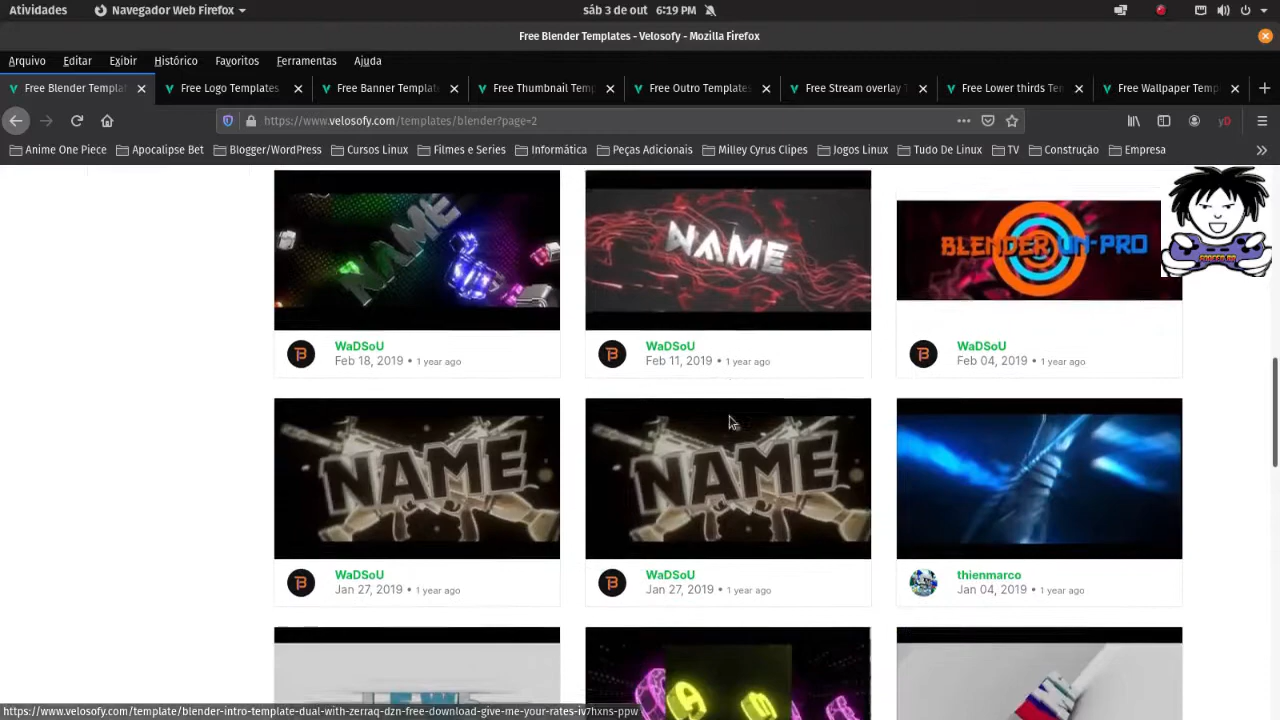 Atividades
Navegador Web Firefox
sáb 3 de out 6:19 PM
Free Blender Templates - Velosofy - Mozilla Firefox
Arquivo Editar Exibir Histórico Favoritos Ferramentas Ajuda
Free Blender Templat
Free Logo Templates
Free Banner Template
Free Thumbnail Temp
Free Outro Templates
Free Stream overlay T
Free Lower thirds Te
Free Wallpaper Temp
https://www.velosofy.com/templates/blender?page=2
yD
Anime One Piece
Apocalipse Bet
Blogger/WordPress
Cursos Linux
Filmes e Series
Informática
Peças Adicionais
Milley Cyrus Clipes
Jogos Linux
Tudo De Linux
TV
Construção
Empresa
NAME
NAME
BLENDER UN-PRO
WaDSoU
Feb 18, 2019 • 1 year ago
WaDSoU
Feb 11, 2019 • 1 year ago
WaDSoU
Feb 04, 2019 • 1 year ago
NAME
NAME
WaDSoU
Jan 27, 2019 • 1 year ago
WaDSoU
Jan 27, 2019 • 1 year ago
thienmarco
Jan 04, 2019 • 1 year ago
https://www.velosofy.com/template/blender-intro-template-dual-with-zerraq-dzn-free-download-give-me-your-rates-iv7hxns-ppw